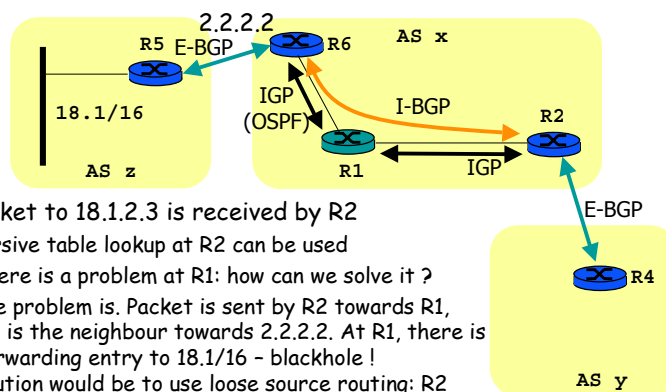 2.2.2.2
R5
E-BGP
R6
AS x
18.1/16
IGP
(OSPF)
I-BGP
R2
AS z
R1
IGP
ket to 18.1.2.3 is received by R2
E-BGP
rsive table lookup at R2 can be used
ere is a problem at R1: how can we solve it ?
R4
e problem is. Packet is sent by R2 towards R1,
is the neighbour towards 2.2.2.2. At R1, there is
rwarding entry to 18.1/16 – blackhole !
ution would be to use loose source routing: R2
AS y